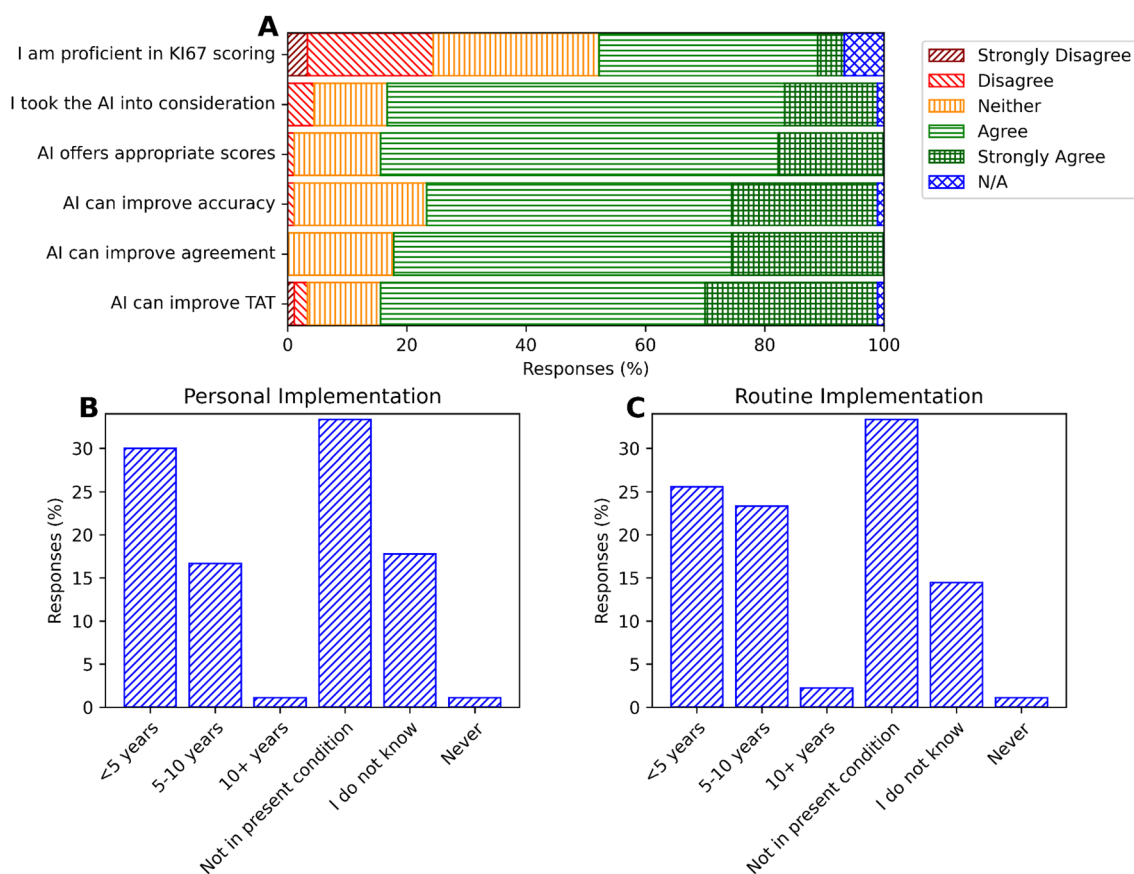 A
I am proficient in KI67 scoring
I took the AI into consideration
AI offers appropriate scores
AI can improve accuracy
AI can improve agreement
AI can improve TAT
0 20 40 60 80 100
Responses (%)
Strongly Disagree
Disagree
Neither
Agree
Strongly Agree
N/A
B Personal Implementation
Responses (%)
30
25
20
15
10
5
0
<5 years
5-10 years
10+ years
Not in present condition
I do not know
Never
C Routine Implementation
Responses (%)
30
25
20
15
10
5
0
<5 years
5-10 years
10+ years
Not in present condition
I do not know
Never